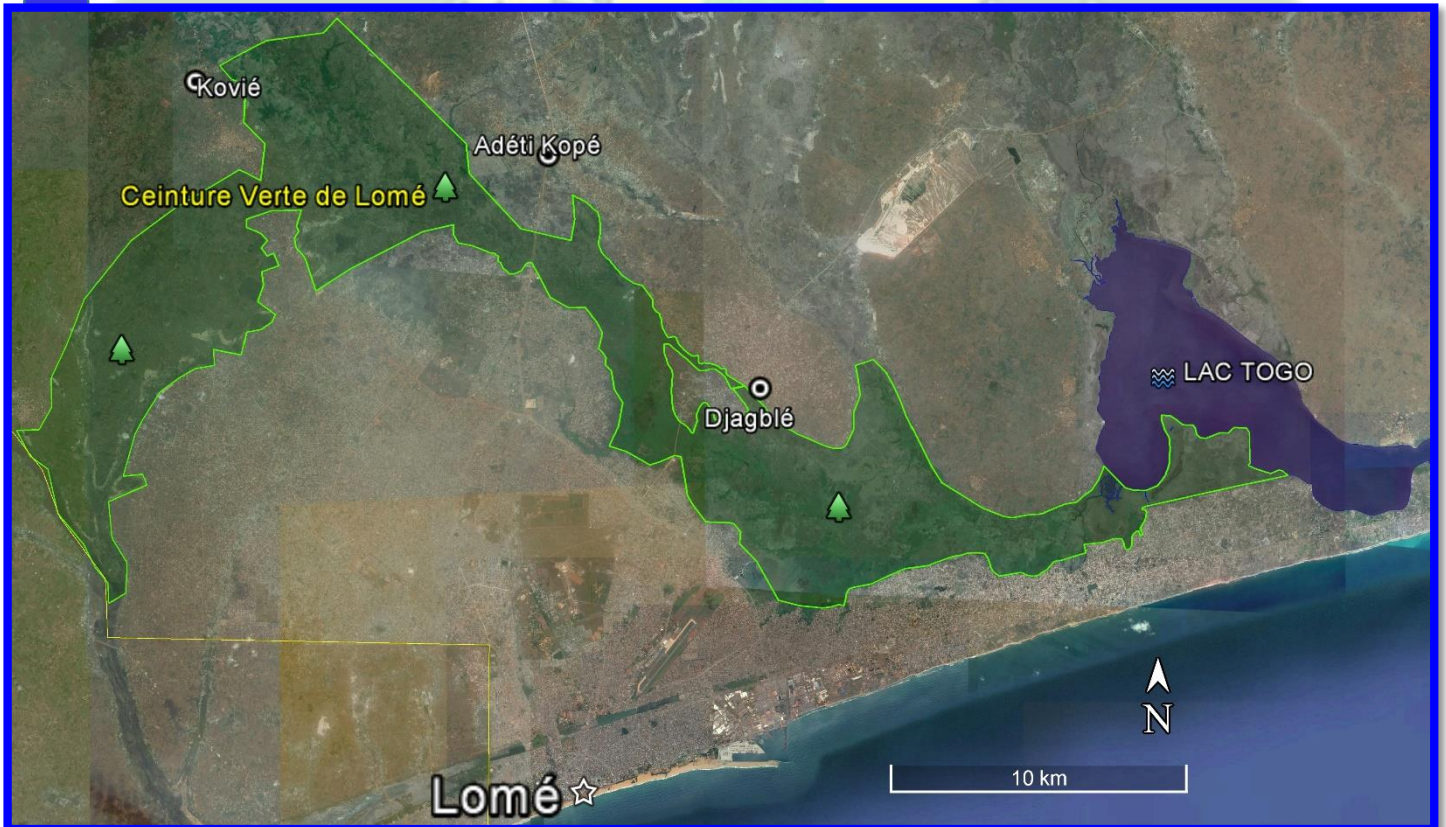 Kovié
Adéti Kopé
Ceinture Verte de Lomé
LAC TOGO
Djagblé
N
10 km
Lomé